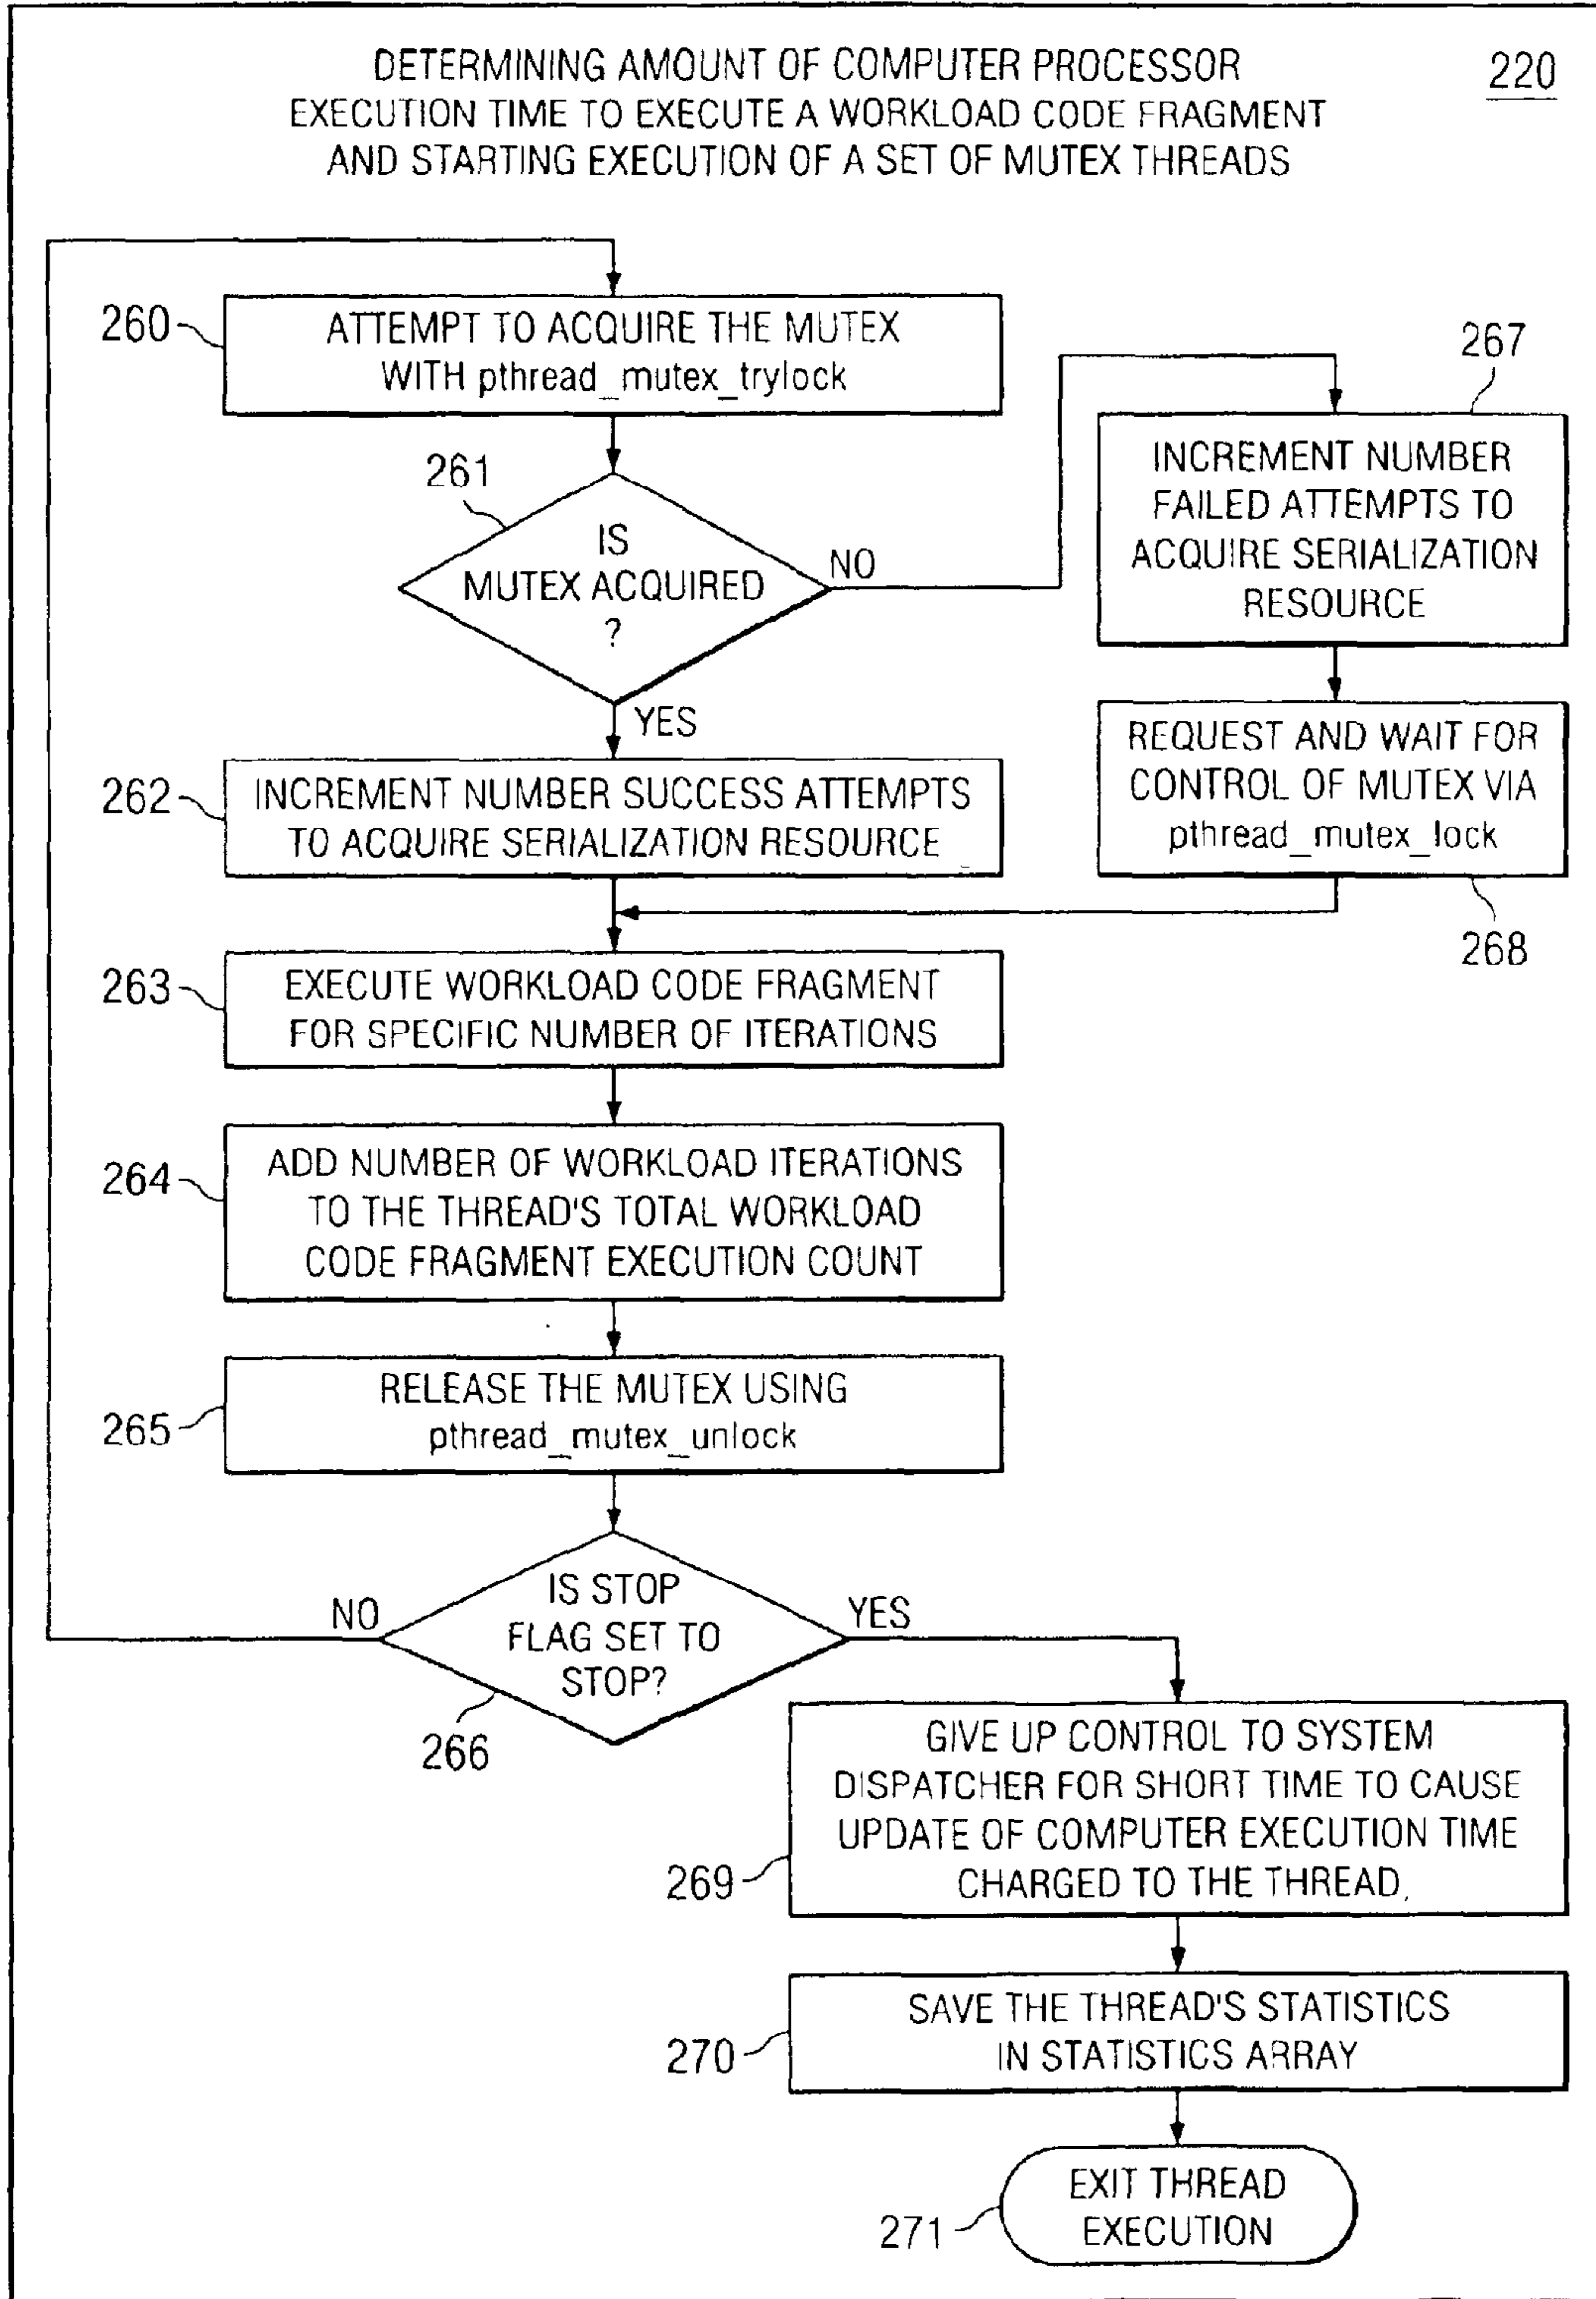 DETERMINING AMOUNT OF COMPUTER PROCESSOR
EXECUTION TIME TO EXECUTE A WORKLOAD CODE FRAGMENT
AND STARTING EXECUTION OF A SET OF MUTEX THREADS
220
260
ATTEMPT TO ACQUIRE THE MUTEX
WITH pthread_mutex_trylock
261
IS
MUTEX ACQUIRED
?
NO
YES
267
INCREMENT NUMBER
FAILED ATTEMPTS TO
ACQUIRE SERIALIZATION
RESOURCE
REQUEST AND WAIT FOR
CONTROL OF MUTEX VIA
pthread_mutex_lock
268
262
INCREMENT NUMBER SUCCESS ATTEMPTS
TO ACQUIRE SERIALIZATION RESOURCE
263
EXECUTE WORKLOAD CODE FRAGMENT
FOR SPECIFIC NUMBER OF ITERATIONS
264
ADD NUMBER OF WORKLOAD ITERATIONS
TO THE THREAD'S TOTAL WORKLOAD
CODE FRAGMENT EXECUTION COUNT
265
RELEASE THE MUTEX USING
pthread_mutex_unlock
NO
IS STOP
FLAG SET TO
STOP?
YES
266
269
GIVE UP CONTROL TO SYSTEM
DISPATCHER FOR SHORT TIME TO CAUSE
UPDATE OF COMPUTER EXECUTION TIME
CHARGED TO THE THREAD.
270
SAVE THE THREAD'S STATISTICS
IN STATISTICS ARRAY
271
EXIT THREAD
EXECUTION